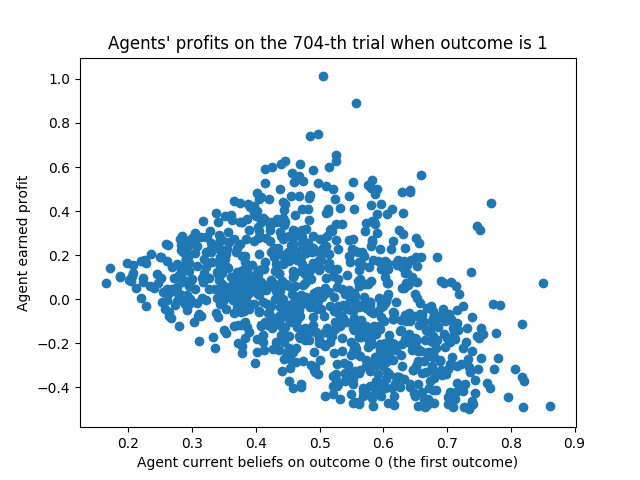 Agents' profits on the 704-th trial when outcome is 1
1.0
0.8
0.6
0.4
0.2
0.0
−0.2
−0.4
Agent earned profit
0.2 0.3 0.4 0.5 0.6 0.7 0.8 0.9
Agent current beliefs on outcome 0 (the first outcome)